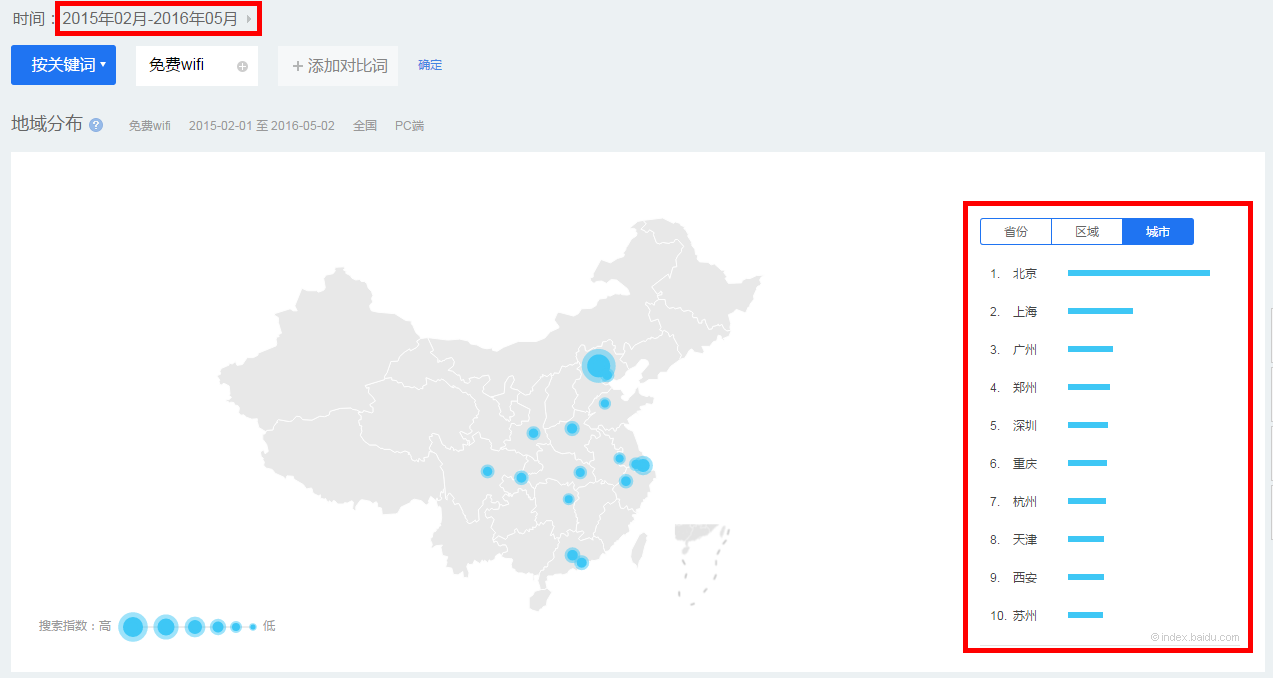 时间：2015年02月-2016年05月
按关键词 免费wifi + 添加对比词 确定
地域分布 ? 免费wifi 2015-02-01 至 2016-05-02 全国 PC端
省份 区域 城市
1. 北京
2. 上海
3. 广州
4. 郑州
5. 深圳
6. 重庆
7. 杭州
8. 天津
9. 西安
10. 苏州
搜索指数：高 低
© index.baidu.com